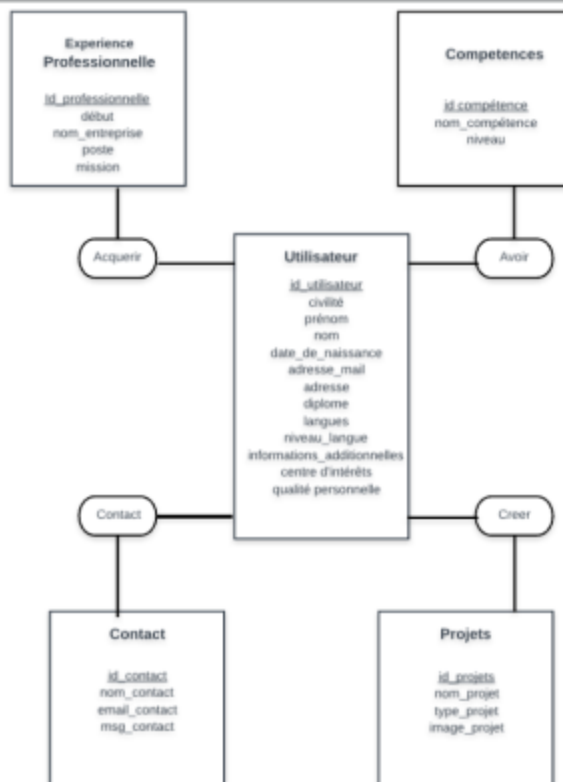 Experience
Professionnelle
Id_professionnelle
début
nom_entreprise
poste
mission
Competences
id compétence
nom_compétence
niveau
Acquerir
Avoir
Utilisateur
id_utilisateur
civilité
prénom
nom
date_de_naissance
adresse_mail
adresse
diplome
langues
niveau_langue
informations_additionnelles
centre d'intérêts
qualité personnelle
Contact
Creer
Contact
id_contact
nom_contact
email_contact
msg_contact
Projets
id_projets
nom_projet
type_projet
image_projet